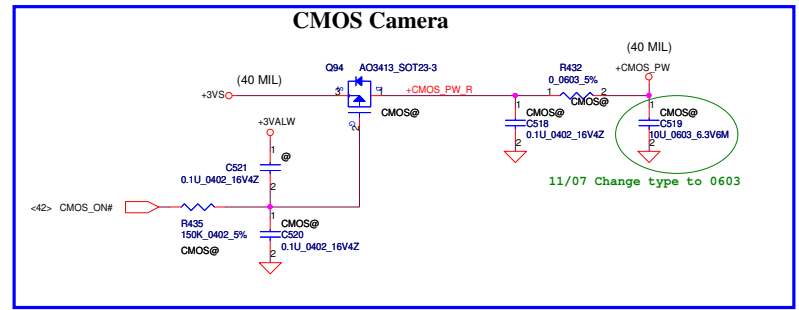 CMOS Camera
(40 MIL)
+CMOS_PW
Q94 AO3413_SOT23-3
R432
0_0603_5%
(40 MIL)
+3VS
3 S D 1
+CMOS_PW_R
1 2
CMOS@
CMOS@
G
2
+3VALW
1
@
C521
0.1U_0402_16V4Z
2
1
CMOS@
C518
0.1U_0402_16V4Z
2
1
CMOS@
C519
10U_0603_6.3V6M
2
11/07 Change type to 0603
<42> CMOS_ON#
R435
150K_0402_5%
CMOS@
1
CMOS@
C520
0.1U_0402_16V4Z
2